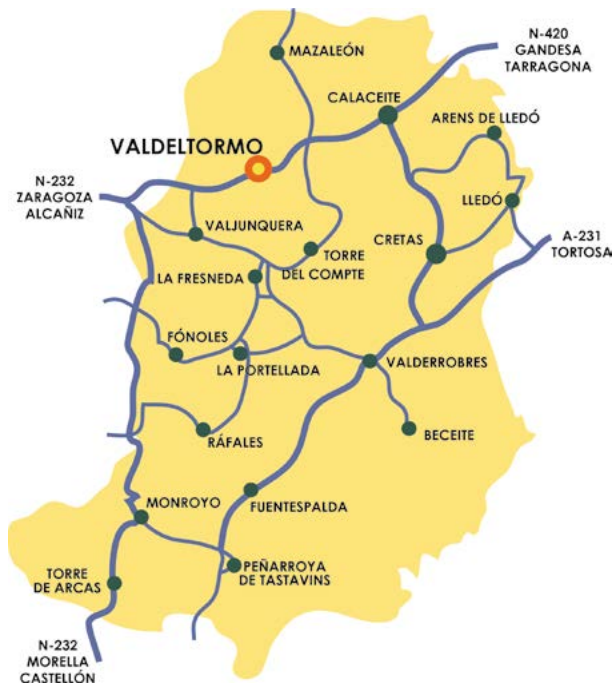 MAZALEÓN
N-420
GANDESA
TARRAGONA
CALACEITE
ARENS DE LLEDÓ
VALDELTORMO
N-232
ZARAGOZA
ALCAÑIZ
LLEDÓ
VALJUNQUERA
CRETAS
A-231
TORTOSA
TORRE
DEL COMPTE
LA FRESNEDA
FÓNOLES
LA PORTELLADA
VALDERROBRES
RÁFALES
BECEITE
MONROYO
FUENTESPALDA
TORRE
DE ARCAS
PEÑARROYA
DE TASTAVINS
N-232
MORELLA
CASTELLÓN